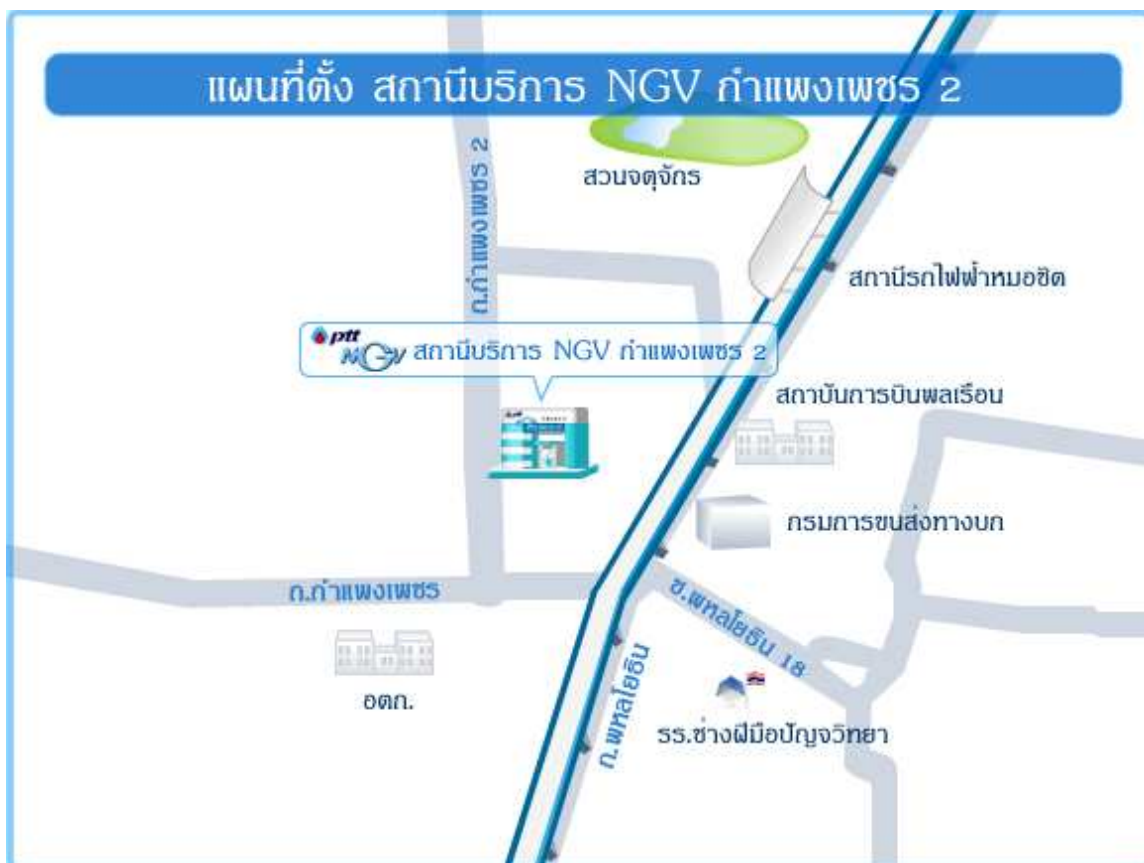 แผนที่ตั้ง สถานีบริการ NGV กำแพงเพชร 2
ถ.กำแพงเพชร 2
สวนจตุจักร
สถานีรถไฟฟ้าหมอชิต
ptt
NGV สถานีบริการ NGV กำแพงเพชร 2
สถาบันการบินพลเรือน
กรมการขนส่งทางบก
ถ.กำแพงเพชร
ซ.พหลโยธิน 18
อตก.
ถ.พหลโยธิน
รร.ช่างฝีมือปัญจวิทยา